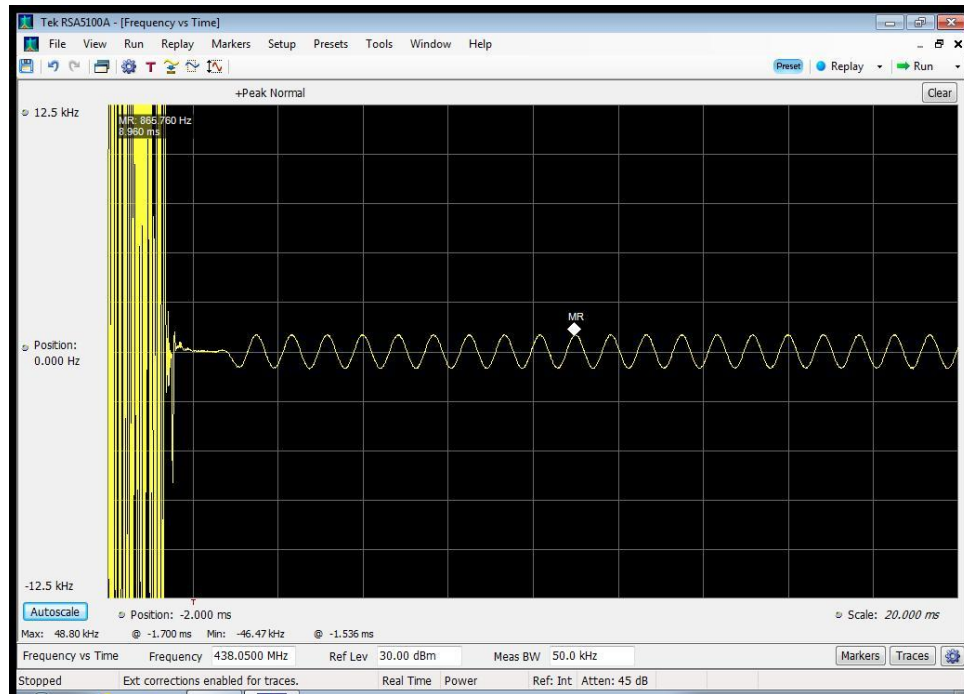 Tek RSA5100A - [Frequency vs Time]
File View Run Replay Markers Setup Presets Tools Window Help
T Preset Replay Run
+Peak Normal Clear
12.5 kHz
MR: 865.760 Hz
8.960 ms
MR
Position:
0.000 Hz
-12.5 kHz
T
Autoscale Position: -2.000 ms Scale: 20.000 ms
Max: 48.80 kHz @ -1.700 ms Min: -46.47 kHz @ -1.536 ms
Frequency vs Time Frequency 438.0500 MHz Ref Lev 30.00 dBm Meas BW 50.0 kHz Markers Traces
Stopped Ext corrections enabled for traces. Real Time Power Ref: Int Atten: 45 dB